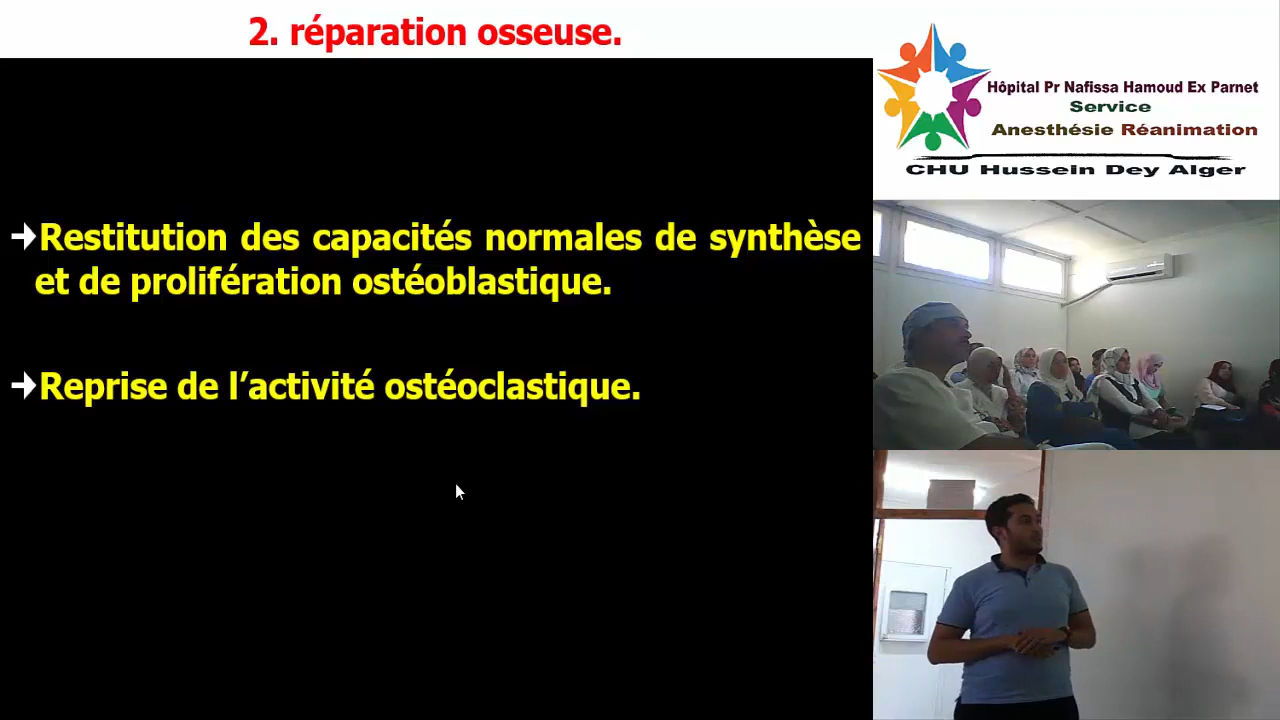 2. réparation osseuse.
➔Restitution des capacités normales de synthèse
et de prolifération ostéoblastique.
➔Reprise de l’activité ostéoclastique.
Hôpital Pr Nafissa Hamoud Ex Parnet
Service
Anesthésie Réanimation
CHU Hussein Dey Alger